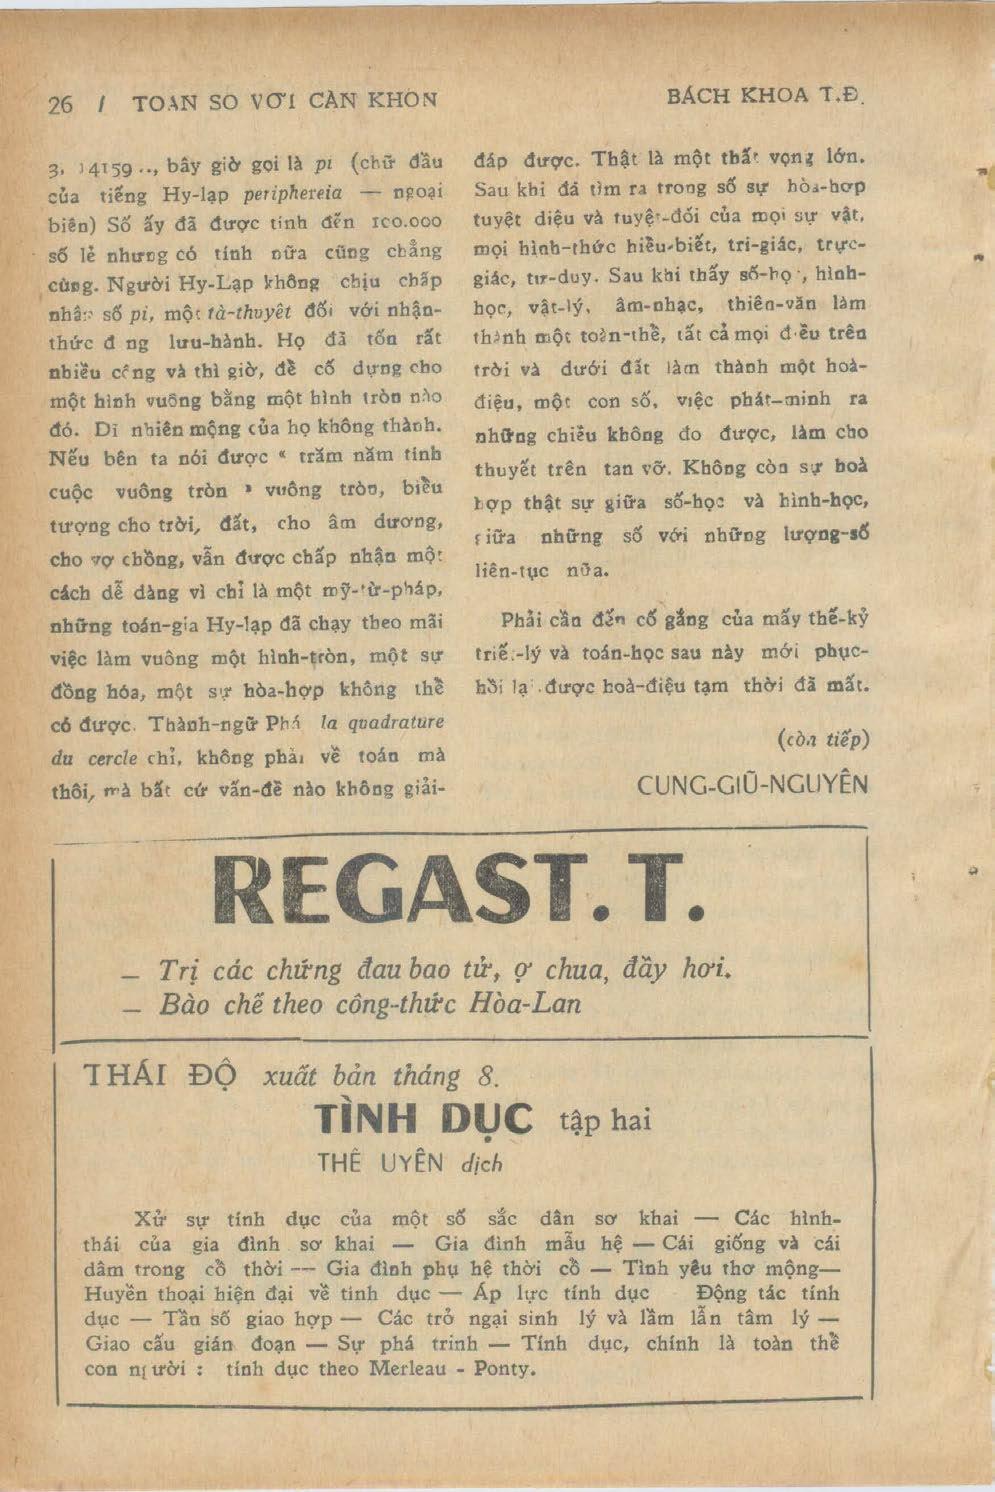 26 / TOÁN SỐ VỚI CÀN KHÔN
BÁCH KHOA T.Đ.
3, 14159.., bây giờ gọi là pi (chữ đầu
của tiếng Hy-lạp periphereia — ngoại
biên) Số ấy đã được tính đến 100.000
số lẻ nhưng có tính nữa cũng chẳng
cùng. Người Hy-Lạp không chịu chấp
nhận số pi, một tà-thuyết đối với nhận-
thức đ ng lưu-hành. Họ đã tốn rất
nhiều công và thì giờ, để cố dựng cho
một hình vuông bằng một hình tròn nào
đó. Dĩ nhiên mộng của họ không thành.
Nếu bên ta nói được « trăm năm tính
cuộc vuông tròn » vuông tròn, biểu
tượng cho trời, đất, cho âm dương,
cho vợ chồng, vẫn được chấp nhận một
cách dễ dàng vì chỉ là một mỹ-từ-pháp,
những toán-gia Hy-lạp đã chạy theo mãi
việc làm vuông một hình-tròn, một sự
đồng hóa, một sự hòa-hợp không thể
có được. Thành-ngữ Phá la quadrature
du cercle chỉ, không phải về toán mà
thôi, mà bất cứ vấn-đề nào không giải-
đáp được. Thật là một thất vọng lớn.
Sau khi đã tìm ra trong số sự hòa-hợp
tuyệt diệu và tuyệt-đối của mọi sự vật,
mọi hình-thức hiểu-biết, tri-giác, trực-
giác, tư-duy. Sau khi thấy số-họ , hình-
học, vật-lý, âm-nhạc, thiên-văn làm
thành một toàn-thể, tất cả mọi điều trên
trời và dưới đất làm thành một hoà-
điệu, một con số, việc phát-minh ra
những chiều không đo được, làm cho
thuyết trên tan vỡ. Không còn sự hoà
hợp thật sự giữa số-học và hình-học,
giữa những số với những lượng-số
liên-tục nữa.
Phải cần đến cố gắng của mấy thế-kỷ
triết-lý và toán-học sau này mới phục-
hồi lạ được hoà-điệu tạm thời đã mất.
(còn tiếp)
CUNG-GIŨ-NGUYÊN
REGAST. T.
— Trị các chứng đau bao tử, ợ chua, đầy hơi.
— Bào chế theo công-thức Hòa-Lan
THÁI ĐỘ xuất bản tháng 8.
TÌNH DỤC tập hai
THẾ UYÊN dịch
Xử sự tính dục của một số sắc dân sơ khai — Các hình-
thái của gia đình sơ khai — Gia đình mẫu hệ — Cái giống và cái
dâm trong cổ thời — Gia đình phụ hệ thời cổ — Tình yêu thơ mộng—
Huyền thoại hiện đại về tình dục — Áp lực tính dục Động tác tính
dục — Tần số giao hợp — Các trở ngại sinh lý và lầm lẫn tâm lý —
Giao cấu gián đoạn — Sự phá trinh — Tính dục, chính là toàn thể
con người : tính dục theo Merleau - Ponty.